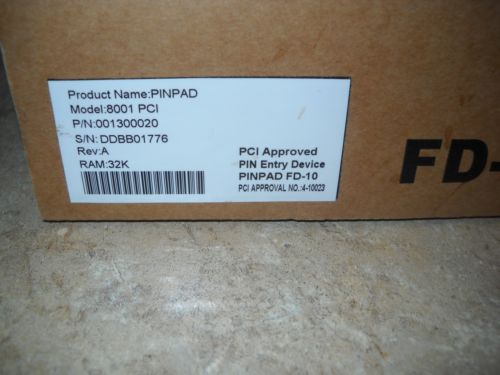 Product Name:PINPAD
Model:8001 PCI
P/N:001300020
S/N:DDBB01776
Rev:A
RAM:32K
PCI Approved
PIN Entry Device
PINPAD FD-10
PCI APPROVAL NO.:4-10023
FD-